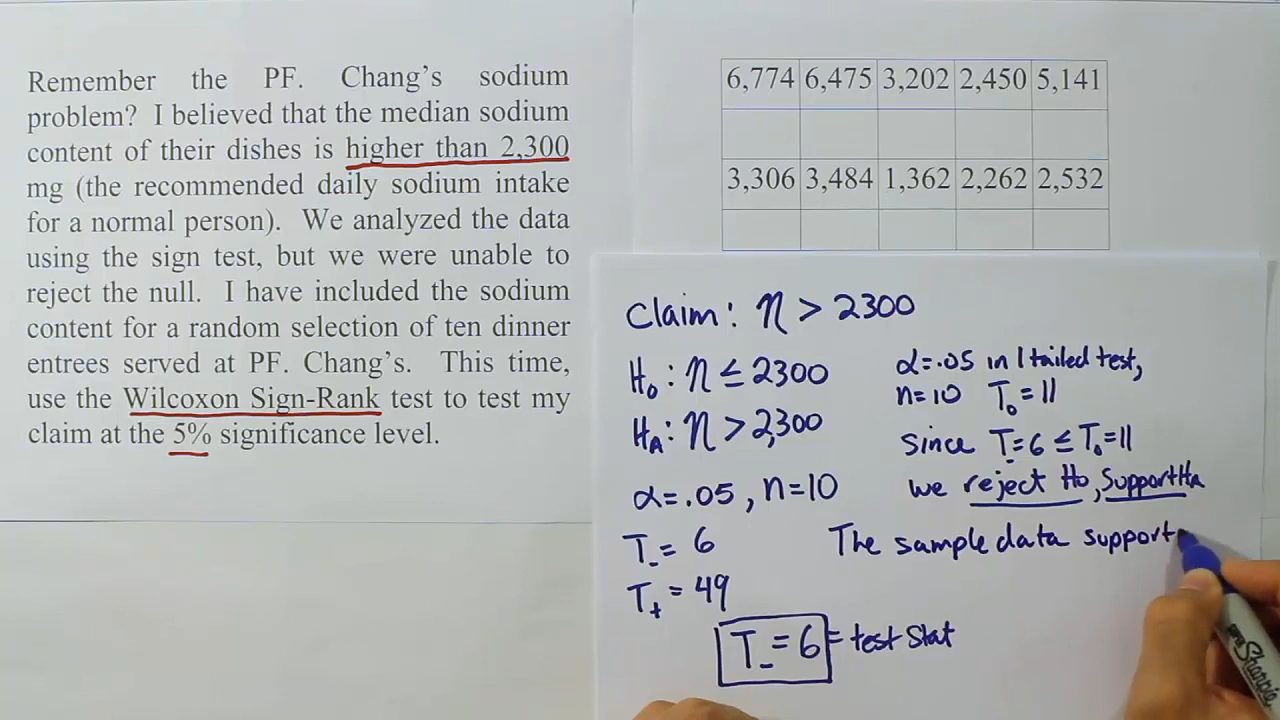 Remember the PF. Chang's sodium
problem? I believed that the median sodium
content of their dishes is higher than 2,300
mg (the recommended daily sodium intake
for a normal person). We analyzed the data
using the sign test, but we were unable to
reject the null. I have included the sodium
content for a random selection of ten dinner
entrees served at PF. Chang's. This time,
use the Wilcoxon Sign-Rank test to test my
claim at the 5% significance level.
6,774 6,475 3,202 2,450 5,141
3,306 3,484 1,362 2,262 2,532
Claim: η > 2300
H₀: η ≤ 2300
H_A: η > 2,300
α=.05, n=10
T₋ = 6
T₊ = 49
T₋ = 6 = test Stat
α=.05 in 1 tailed test,
n=10 T₀ = 11
Since T₋=6 ≤ T₀=11
we reject H₀, Support Ha
The sample data support
Sharpie